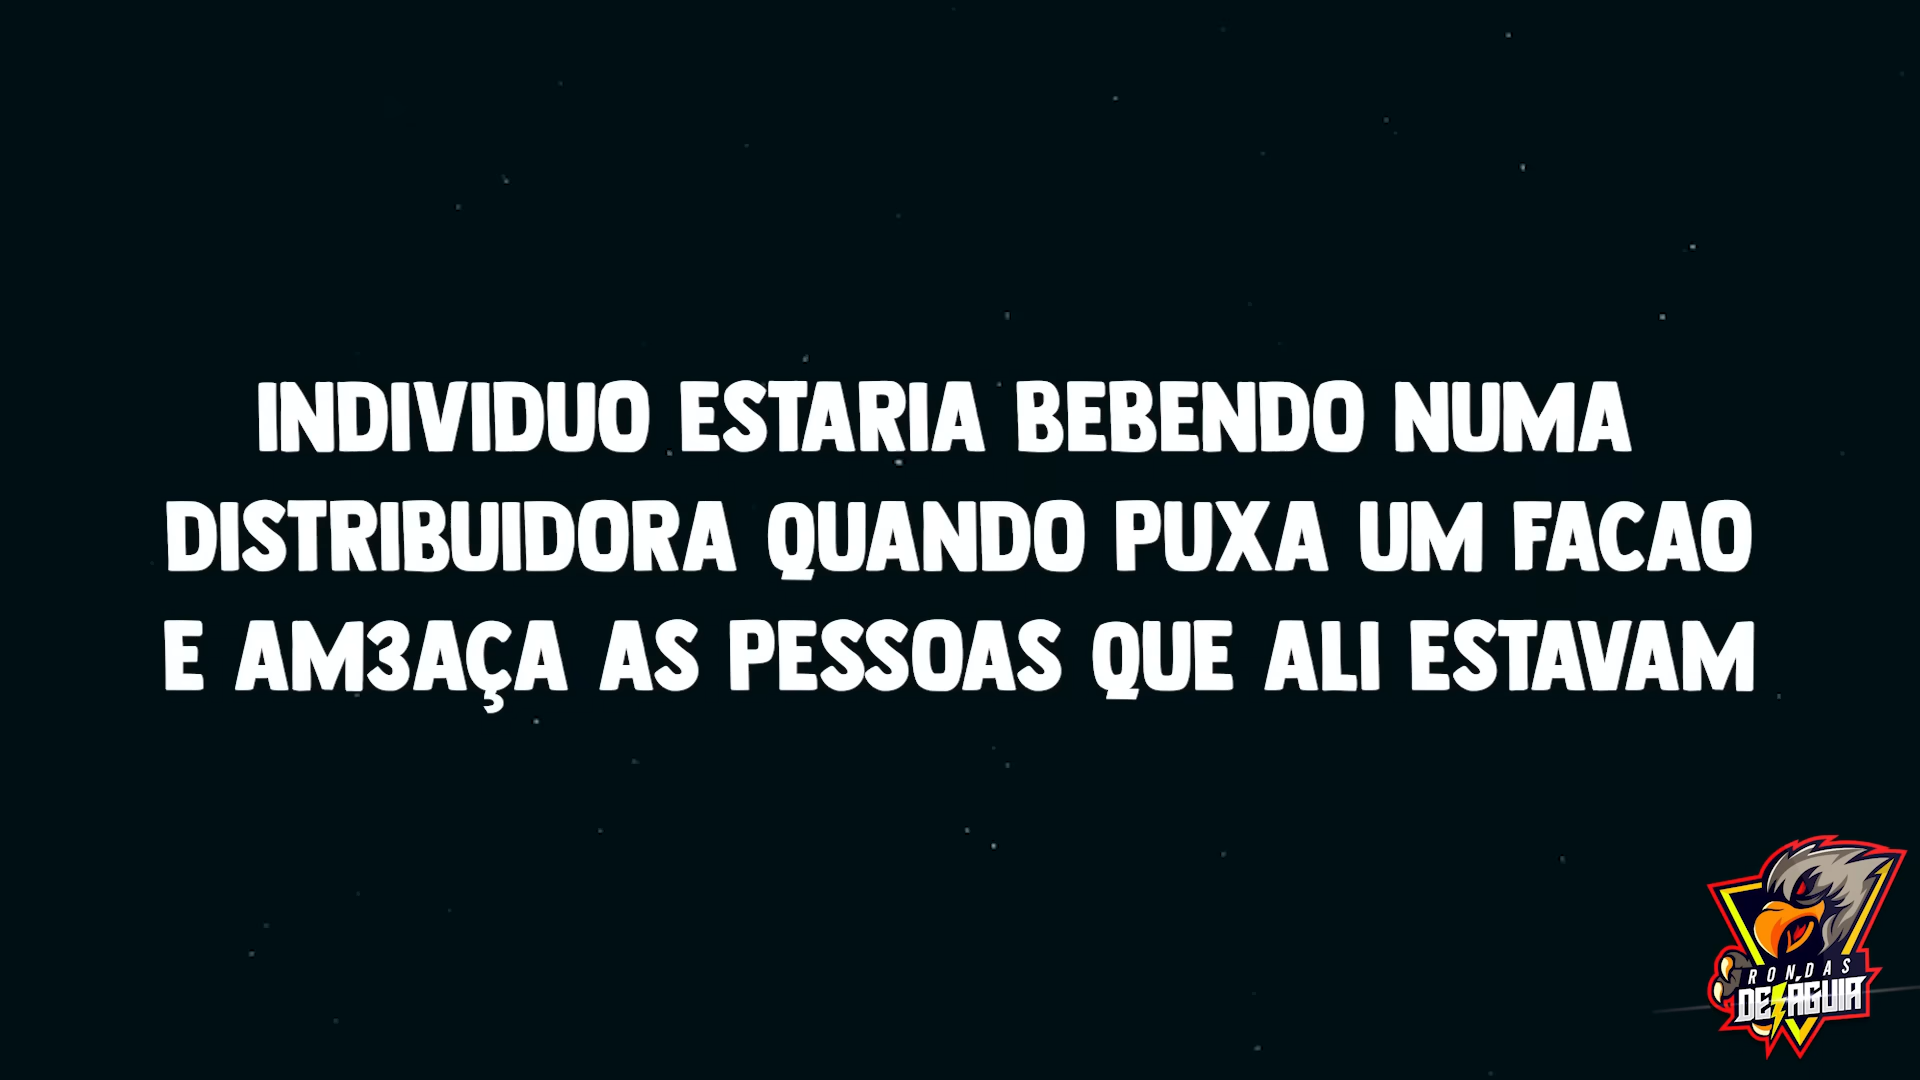 INDIVIDUO ESTARIA BEBENDO NUMA
DISTRIBUIDORA QUANDO PUXA UM FACAO
E AM3AÇA AS PESSOAS QUE ALI ESTAVAM
RONDAS
DE ÁGUIA